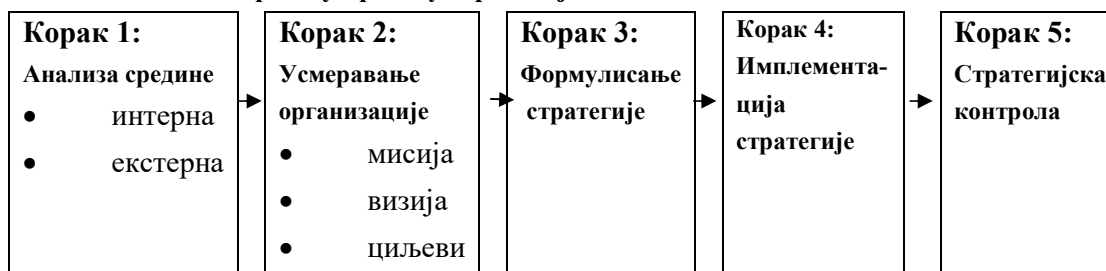 Корак 1:
Анализа средине
• интерна
• екстерна
Корак 2:
Усмеравање
организације
• мисија
• визија
• циљеви
Корак 3:
Формулисање
стратегије
Корак 4:
Имплемента-
ција
стратегије
Корак 5:
Стратегијска
контрола